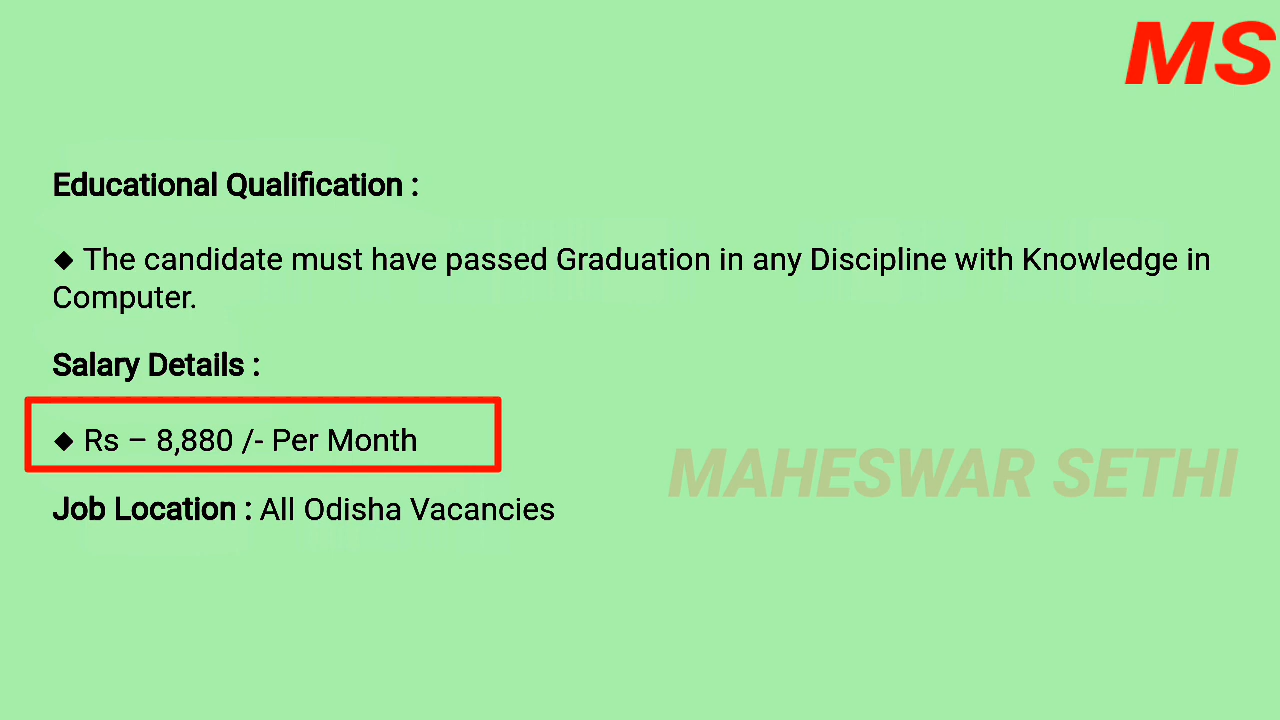 MS
Educational Qualification :
◆ The candidate must have passed Graduation in any Discipline with Knowledge in
Computer.
Salary Details :
◆ Rs – 8,880 /- Per Month
MAHESWAR SETHI
Job Location : All Odisha Vacancies